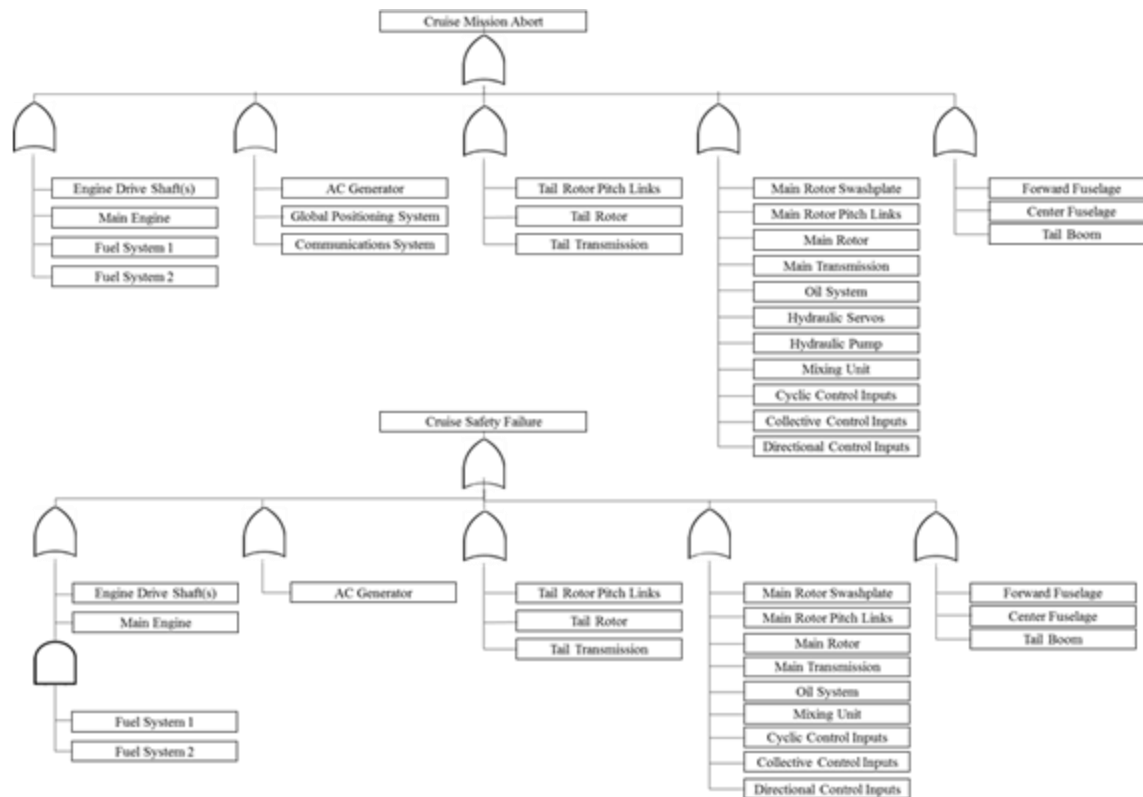 Cruise Mission Abort
Engine Drive Shaft(s)
Main Engine
Fuel System 1
Fuel System 2
AC Generator
Global Positioning System
Communications System
Tail Rotor Pitch Links
Tail Rotor
Tail Transmission
Main Rotor Swashplate
Main Rotor Pitch Links
Main Rotor
Main Transmission
Oil System
Hydraulic Servos
Hydraulic Pump
Mixing Unit
Cyclic Control Inputs
Collective Control Inputs
Directional Control Inputs
Forward Fuselage
Center Fuselage
Tail Boom
Cruise Safety Failure
Engine Drive Shaft(s)
Main Engine
Fuel System 1
Fuel System 2
AC Generator
Tail Rotor Pitch Links
Tail Rotor
Tail Transmission
Main Rotor Swashplate
Main Rotor Pitch Links
Main Rotor
Main Transmission
Oil System
Mixing Unit
Cyclic Control Inputs
Collective Control Inputs
Directional Control Inputs
Forward Fuselage
Center Fuselage
Tail Boom